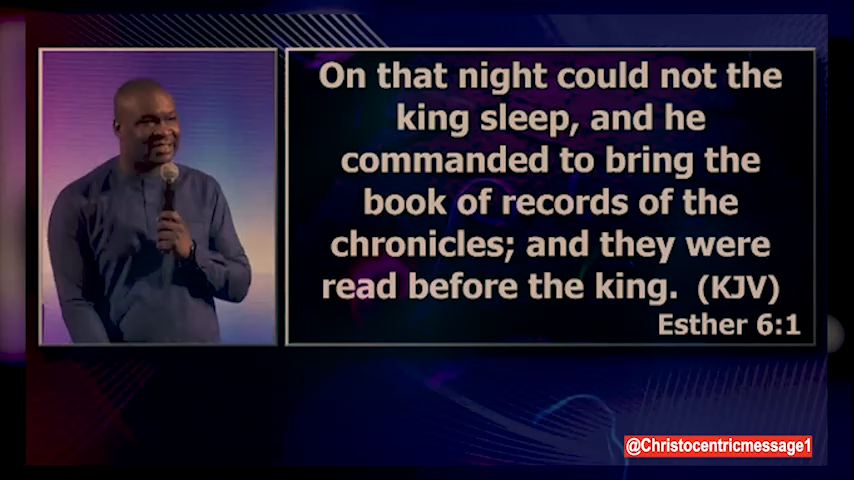 On that night could not the
king sleep, and he
commanded to bring the
book of records of the
chronicles; and they were
read before the king. (KJV)
Esther 6:1
@Christocentricmessage1